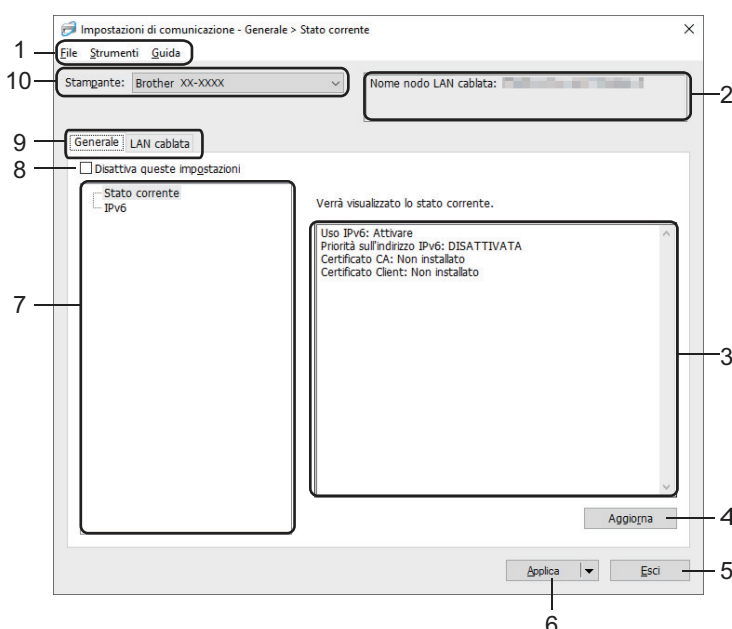 Impostazioni di comunicazione - Generale > Stato corrente
1 File Strumenti Guida
10 Stampante: Brother XX-XXXX
Nome nodo LAN cablata:
2
9 Generale LAN cablata
8 Disattiva queste impostazioni
Stato corrente
IPv6
7
Verrà visualizzato lo stato corrente.
Uso IPv6: Attivare
Priorità sull'indirizzo IPv6: DISATTIVATA
Certificato CA: Non installato
Certificato Client: Non installato
3
Aggiorna 4
Applica
Esci 5
6